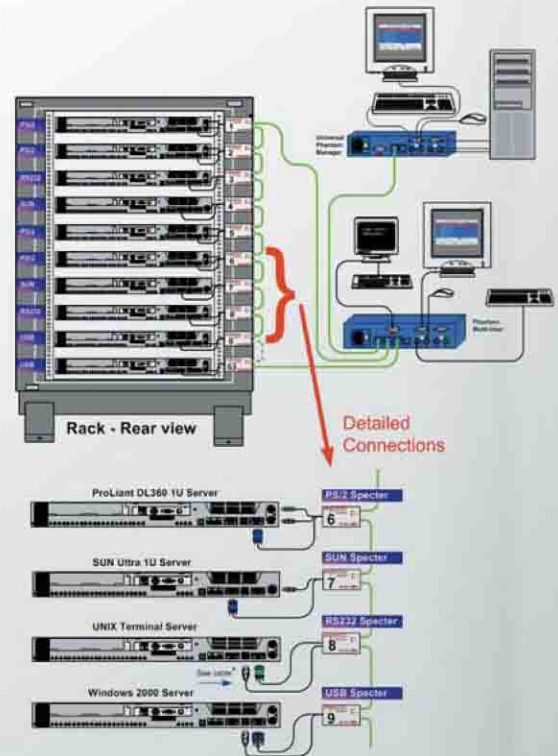 PS/2
PS/2
RS232
SUN
PS/2
PS/2
SUN
RS232
USB
USB
1
2
3
4
5
6
7
8
9
Universal
Phantom
Manager
Phantom
Multi-User
Rack - Rear view
Detailed
Connections
ProLiant DL360 1U Server
PS/2 Specter
6
SUN Ultra 1U Server
SUN Specter
7
UNIX Terminal Server
RS232 Specter
8
See table*
Windows 2000 Server
USB Specter
9